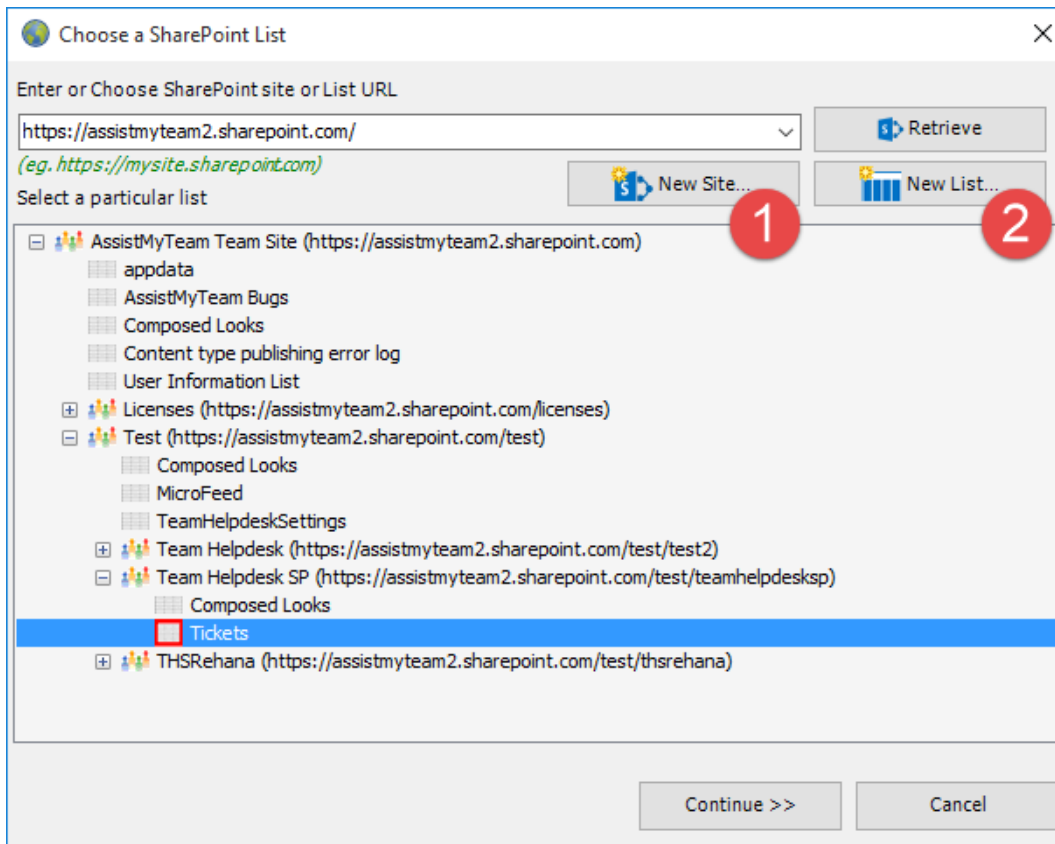 Choose a SharePoint List
Enter or Choose SharePoint site or List URL
https://assistmyteam2.sharepoint.com/
Retrieve
(eg. https://mysite.sharepoint.com)
New Site...
New List...
Select a particular list
1
2
AssistMyTeam Team Site (https://assistmyteam2.sharepoint.com)
appdata
AssistMyTeam Bugs
Composed Looks
Content type publishing error log
User Information List
Licenses (https://assistmyteam2.sharepoint.com/licenses)
Test (https://assistmyteam2.sharepoint.com/test)
Composed Looks
MicroFeed
TeamHelpdeskSettings
Team Helpdesk (https://assistmyteam2.sharepoint.com/test/test2)
Team Helpdesk SP (https://assistmyteam2.sharepoint.com/test/teamhelpdesksp)
Composed Looks
Tickets
THSRehana (https://assistmyteam2.sharepoint.com/test/thsrehana)
Continue >>
Cancel